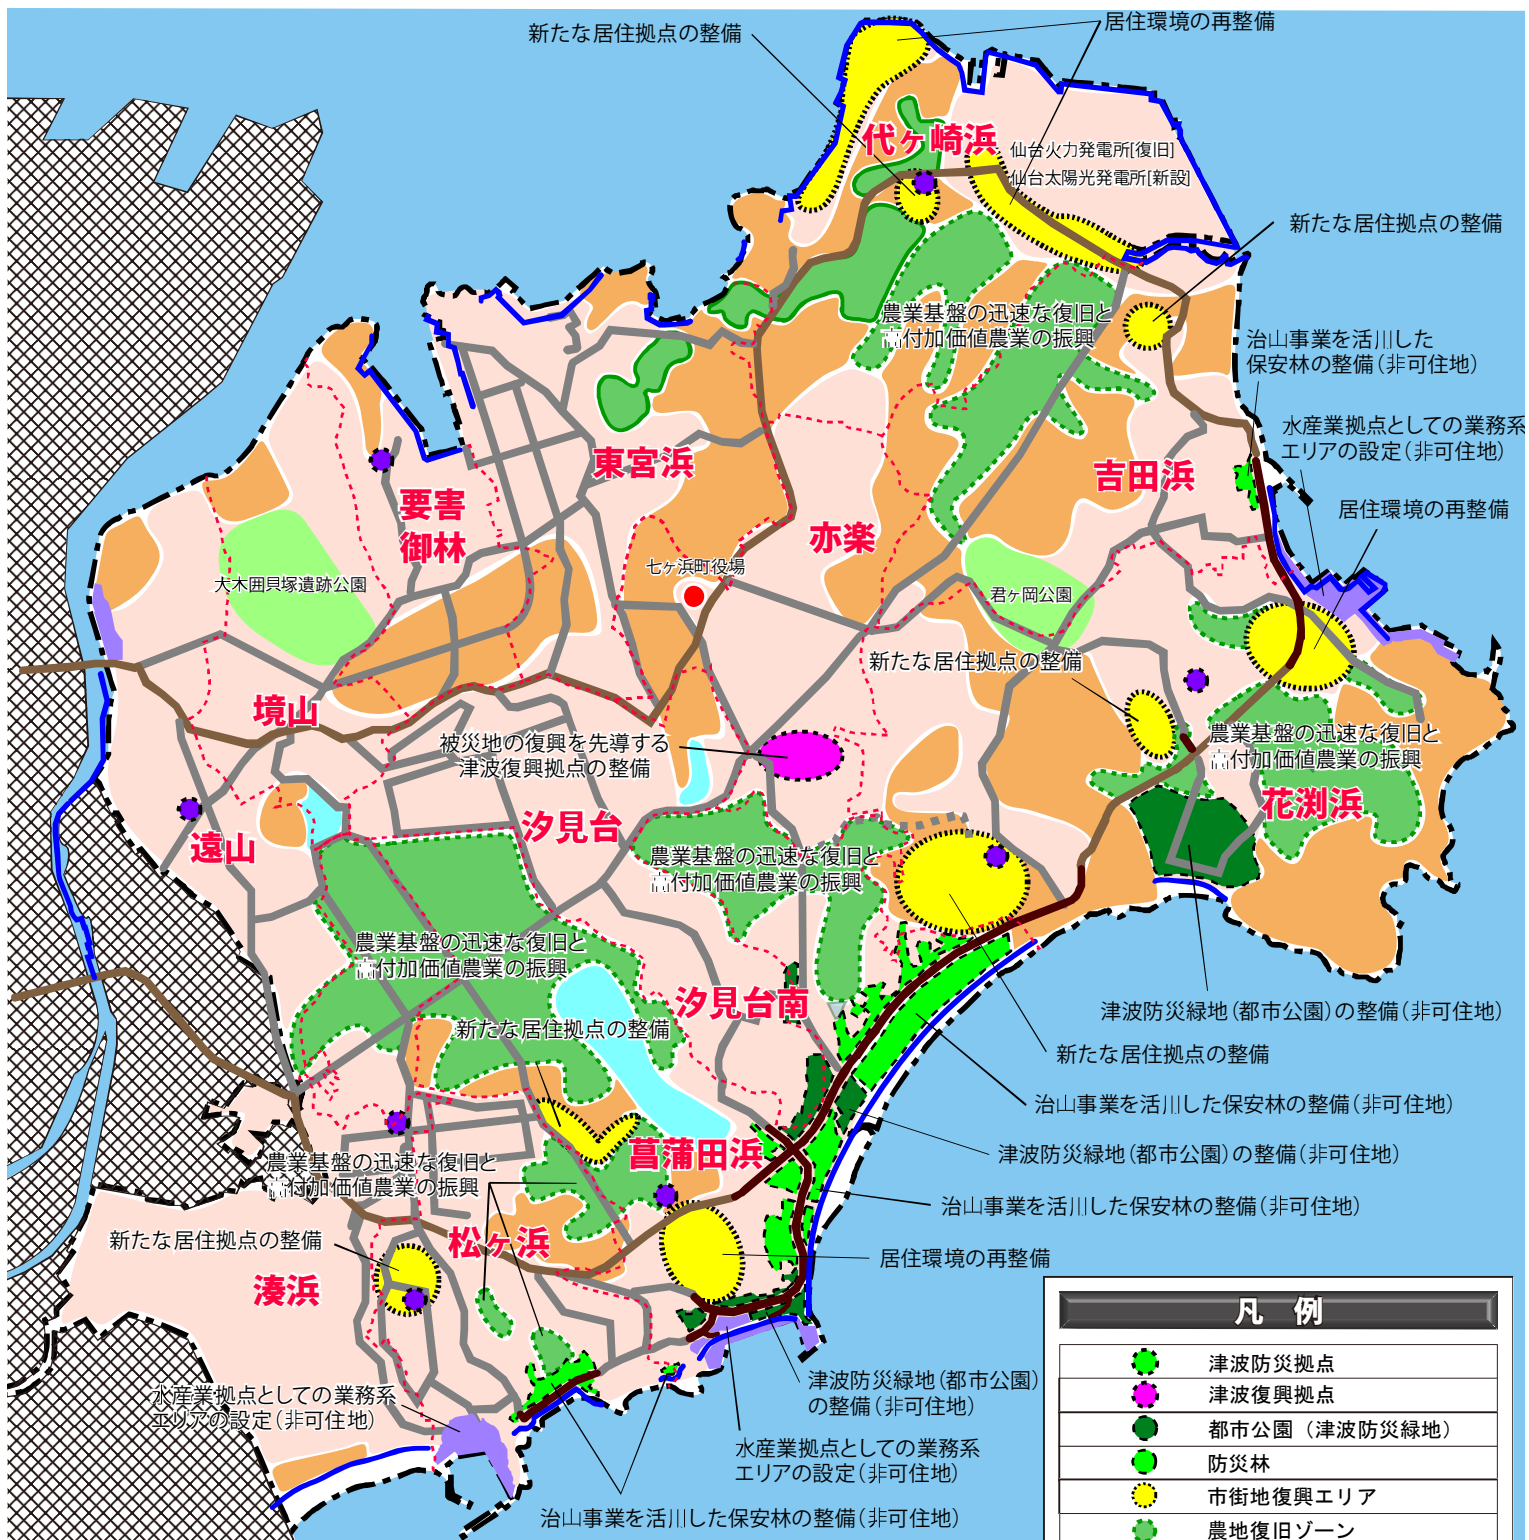 新たな居住拠点の整備
居住環境の再整備
代ヶ崎浜
仙台火力発電所[復旧]
仙台太陽光発電所[新設]
新たな居住拠点の整備
農業基盤の迅速な復旧と
高付加価値農業の振興
治山事業を活用した
保安林の整備(非可住地)
水産業拠点としての業務系
エリアの設定(非可住地)
東宮浜
吉田浜
要害
御林
居住環境の再整備
亦楽
七ヶ浜町役場
大木囲貝塚遺跡公園
君ヶ岡公園
新たな居住拠点の整備
境山
被災地の復興を先導する
津波復興拠点の整備
農業基盤の迅速な復旧と
高付加価値農業の振興
花渕浜
汐見台
遠山
農業基盤の迅速な復旧と
高付加価値農業の振興
農業基盤の迅速な復旧と
高付加価値農業の振興
汐見台南
津波防災緑地(都市公園)の整備(非可住地)
新たな居住拠点の整備
新たな居住拠点の整備
治山事業を活用した保安林の整備(非可住地)
菖蒲田浜
津波防災緑地(都市公園)の整備(非可住地)
農業基盤の迅速な復旧と
高付加価値農業の振興
治山事業を活用した保安林の整備(非可住地)
松ヶ浜
新たな居住拠点の整備
居住環境の再整備
湊浜
水産業拠点としての業務系
エリアの設定(非可住地)
津波防災緑地(都市公園)
の整備(非可住地)
水産業拠点としての業務系
エリアの設定(非可住地)
治山事業を活用した保安林の整備(非可住地)
凡 例
津波防災拠点
津波復興拠点
都市公園（津波防災緑地）
防災林
市街地復興エリア
農地復旧ゾーン